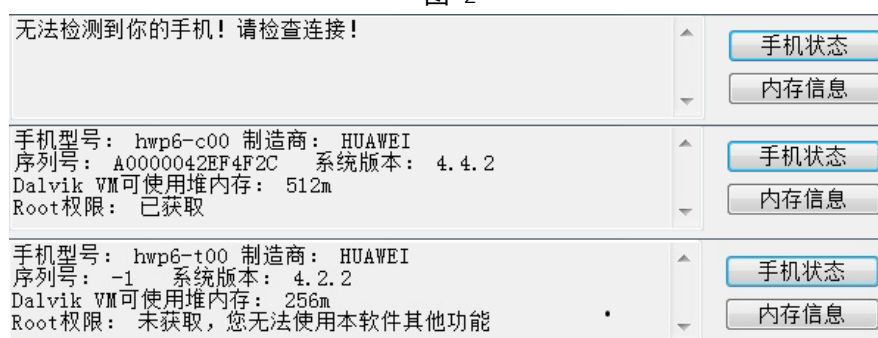 图 2
无法检测到你的手机!请检查连接!
手机状态
内存信息
手机型号: hwp6-c00 制造商: HUAWEI
序列号: A0000042EF4F2C 系统版本: 4.4.2
Dalvik VM可使用堆内存: 512m
Root权限: 已获取
手机状态
内存信息
手机型号: hwp6-t00 制造商: HUAWEI
序列号: -1 系统版本: 4.2.2
Dalvik VM可使用堆内存: 256m
Root权限: 未获取,您无法使用本软件其他功能
手机状态
内存信息